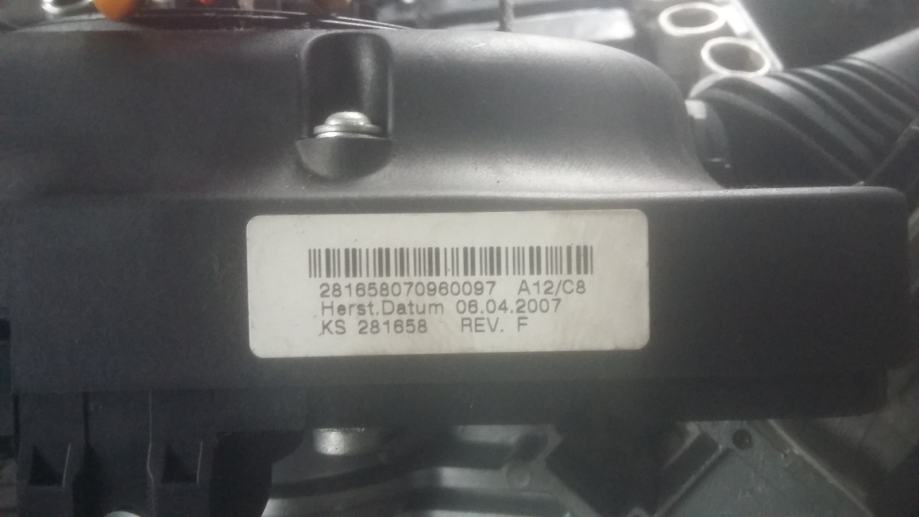 281658070960097 A12/C8
Herst.Datum 06.04.2007
KS 281658 REV. F